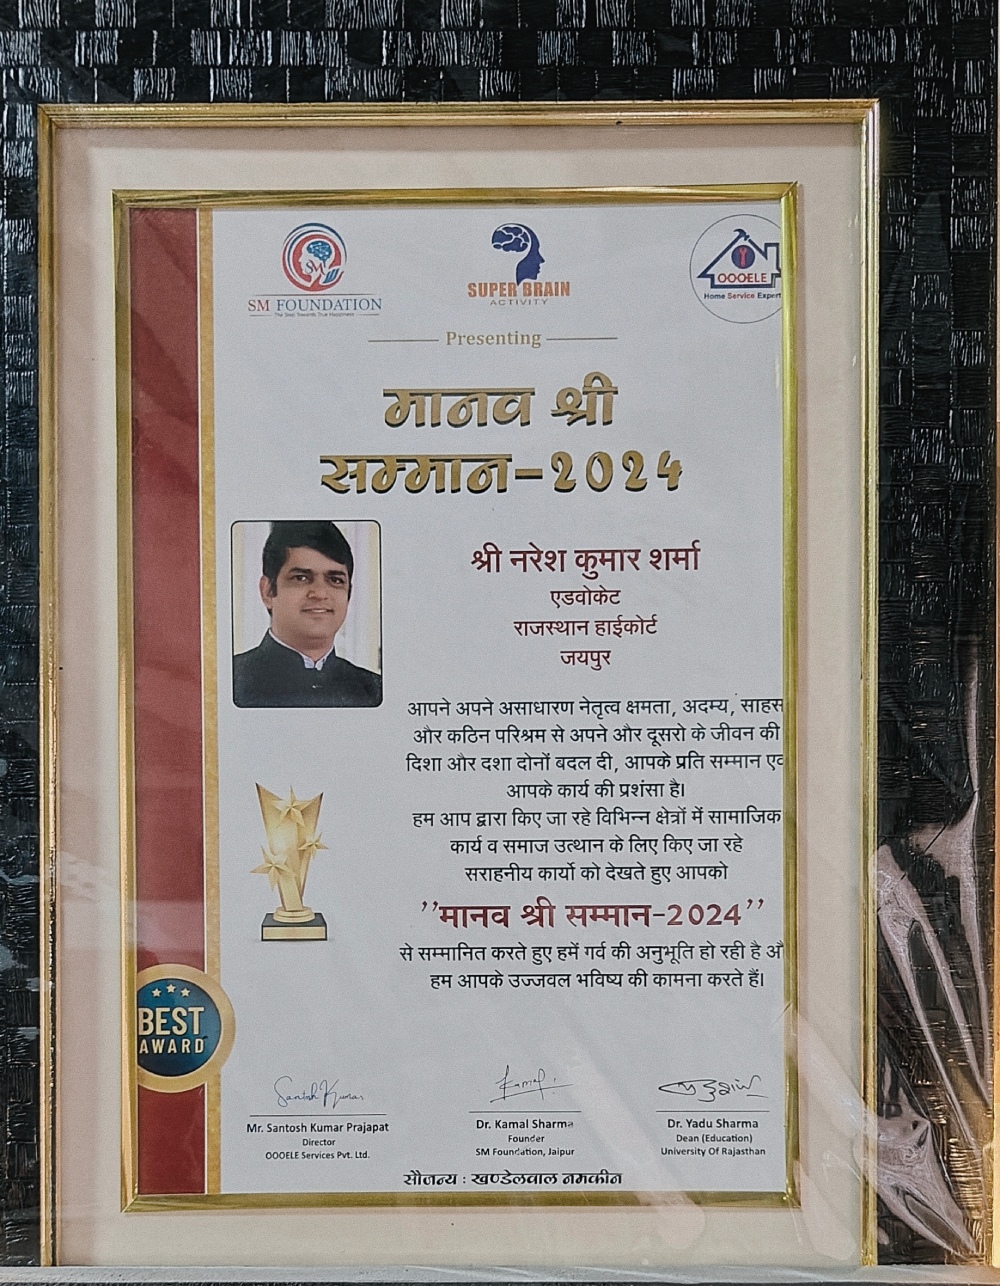 SM FOUNDATION
The Step Towards True Happiness
SUPER BRAIN
ACTIVITY
OOOELE
Home Service Expert
Presenting
मानव श्री
सम्मान-2024
श्री नरेश कुमार शर्मा
एडवोकेट
राजस्थान हाईकोर्ट
जयपुर
आपने अपने असाधारण नेतृत्व क्षमता, अदम्य, साहस
और कठिन परिश्रम से अपने और दूसरो के जीवन की
दिशा और दशा दोनों बदल दी, आपके प्रति सम्मान एव
आपके कार्य की प्रशंसा है।
हम आप द्वारा किए जा रहे विभिन्न क्षेत्रों में सामाजिक
कार्य व समाज उत्थान के लिए किए जा रहे
सराहनीय कार्यो को देखते हुए आपको
’’मानव श्री सम्मान-2024’’
से सम्मानित करते हुए हमें गर्व की अनुभूति हो रही है औ
हम आपके उज्जवल भविष्य की कामना करते हैं।
BEST
AWARD
Santosh Kumar
Kamal
Mr. Santosh Kumar Prajapat
Director
OOOELE Services Pvt. Ltd.
Dr. Kamal Sharma
Founder
SM Foundation, Jaipur
Dr. Yadu Sharma
Dean (Education)
University Of Rajasthan
सौजन्य : खण्डेलवाल नमकीन